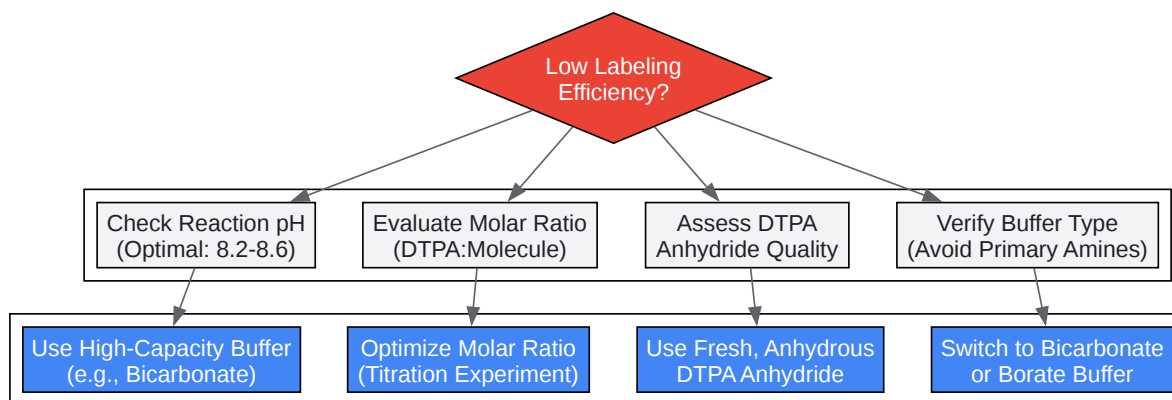 Low Labeling
Efficiency?
Check Reaction pH
(Optimal: 8.2-8.6)
Evaluate Molar Ratio
(DTPA:Molecule)
Assess DTPA
Anhydride Quality
Verify Buffer Type
(Avoid Primary Amines)
Use High-Capacity Buffer
(e.g., Bicarbonate)
Optimize Molar Ratio
(Titration Experiment)
Use Fresh, Anhydrous
DTPA Anhydride
Switch to Bicarbonate
or Borate Buffer